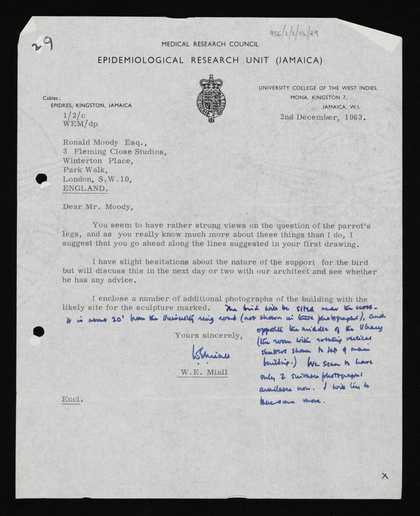 29
MEDICAL RESEARCH COUNCIL
EPIDEMIOLOGICAL RESEARCH UNIT (JAMAICA)
Cables:
EPIDRES, KINGSTON, JAMAICA
UNIVERSITY COLLEGE OF THE WEST INDIES,
MONA, KINGSTON 7,
JAMAICA, W.I.
1/2/c
WEM/dp
2nd December, 1963.
Ronald Moody Esq.,
3 Fleming Close Studios,
Winterton Place,
Park Walk,
London, S.W.10,
ENGLAND.
Dear Mr. Moody,
You seem to have rather strong views on the question of the parrot's
legs, and as you really know much more about these things than I do, I
suggest that you go ahead along the lines suggested in your first drawing.
I have slight hesitations about the nature of the support for the bird
but will discuss this in the next day or two with our architect and see whether
he has any advice.
I enclose a number of additional photographs of the building with the
likely site for the sculpture marked. The bird will be sited near the cross.
It is about 20' from the University ring road (not shown in these photographs), and
opposite the middle of the library
(the room with rotating vertical
shown to top of main
building.) We seem to have
only 2 suitable photographs
available now. I will try to
take some more.
Yours sincerely,
W.E. Miall
Encl.
x